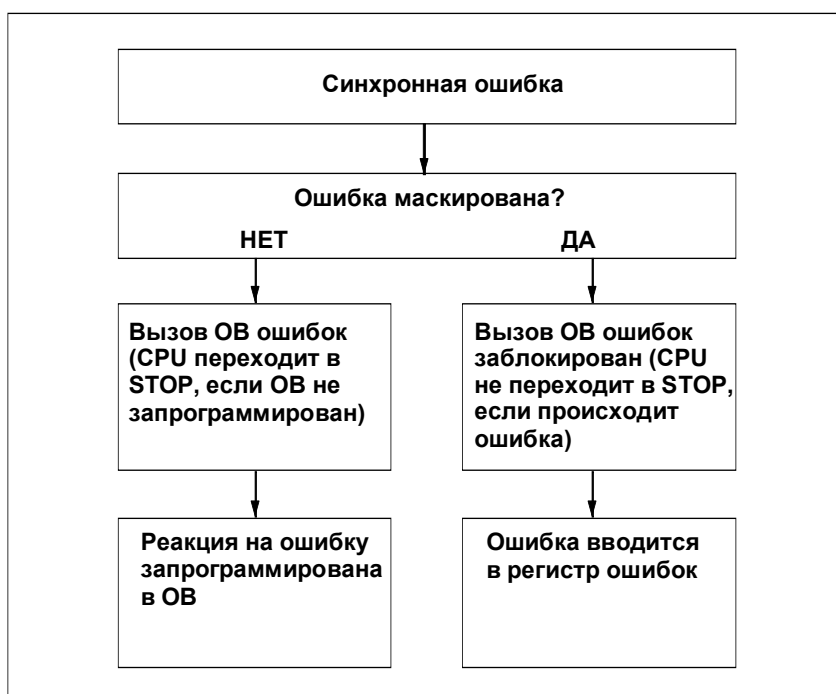 Синхронная ошибка
Ошибка маскирована?
НЕТ ДА
Вызов ОВ ошибок
(CPU переходит в
STOP, если ОВ не
запрограммирован)
Вызов ОВ ошибок
заблокирован (CPU
не переходит в STOP,
если происходит
ошибка)
Реакция на ошибку
запрограммирована
в ОВ
Ошибка вводится
в регистр ошибок